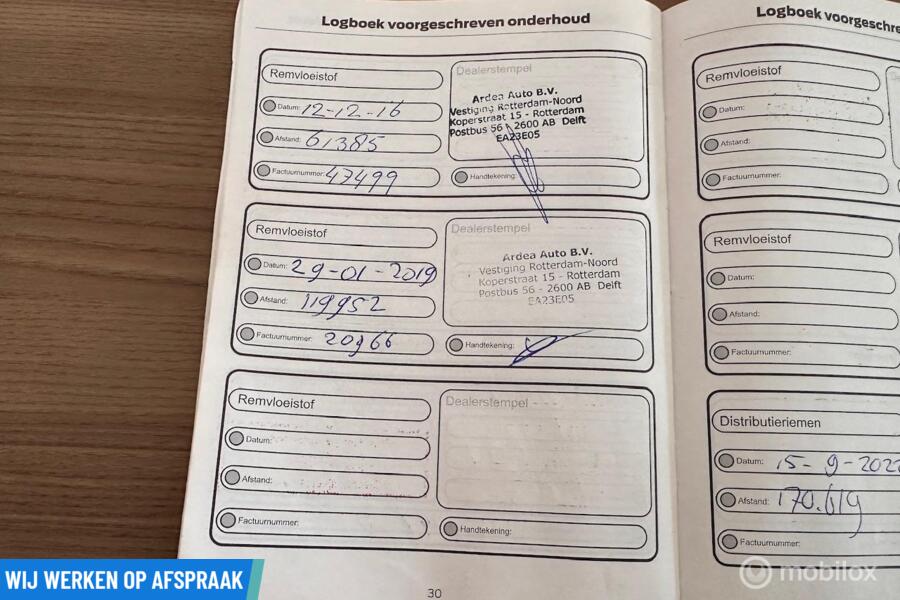 Logboek voorgeschreven onderhoud
Remvloeistof
Datum: 12-12-16
Afstand: 61385
Factuurnummer: 47499
Dealerstempel
Ardea Auto B.V.
Vestiging Rotterdam-Noord
Koperstraat 15 - Rotterdam
Postbus 56 - 2600 AB Delft
EA23E05
Handtekening:
Remvloeistof
Datum: 29-01-2019
Afstand: 119952
Factuurnummer: 20966
Dealerstempel
Ardea Auto B.V.
Vestiging Rotterdam-Noord
Koperstraat 15 - Rotterdam
Postbus 56 - 2600 AB Delft
EA23E05
Handtekening:
Remvloeistof
Datum:
Afstand:
Factuurnummer:
Dealerstempel
Handtekening:
30
Logboek voorgeschre
Remvloeistof
Datum:
Afstand:
Factuurnummer:
Remvloeistof
Datum:
Afstand:
Factuurnummer:
Distributieriemen
Datum: 15-9-202
Afstand: 170.619
Factuurnummer:
WIJ WERKEN OP AFSPRAAK
mobilox